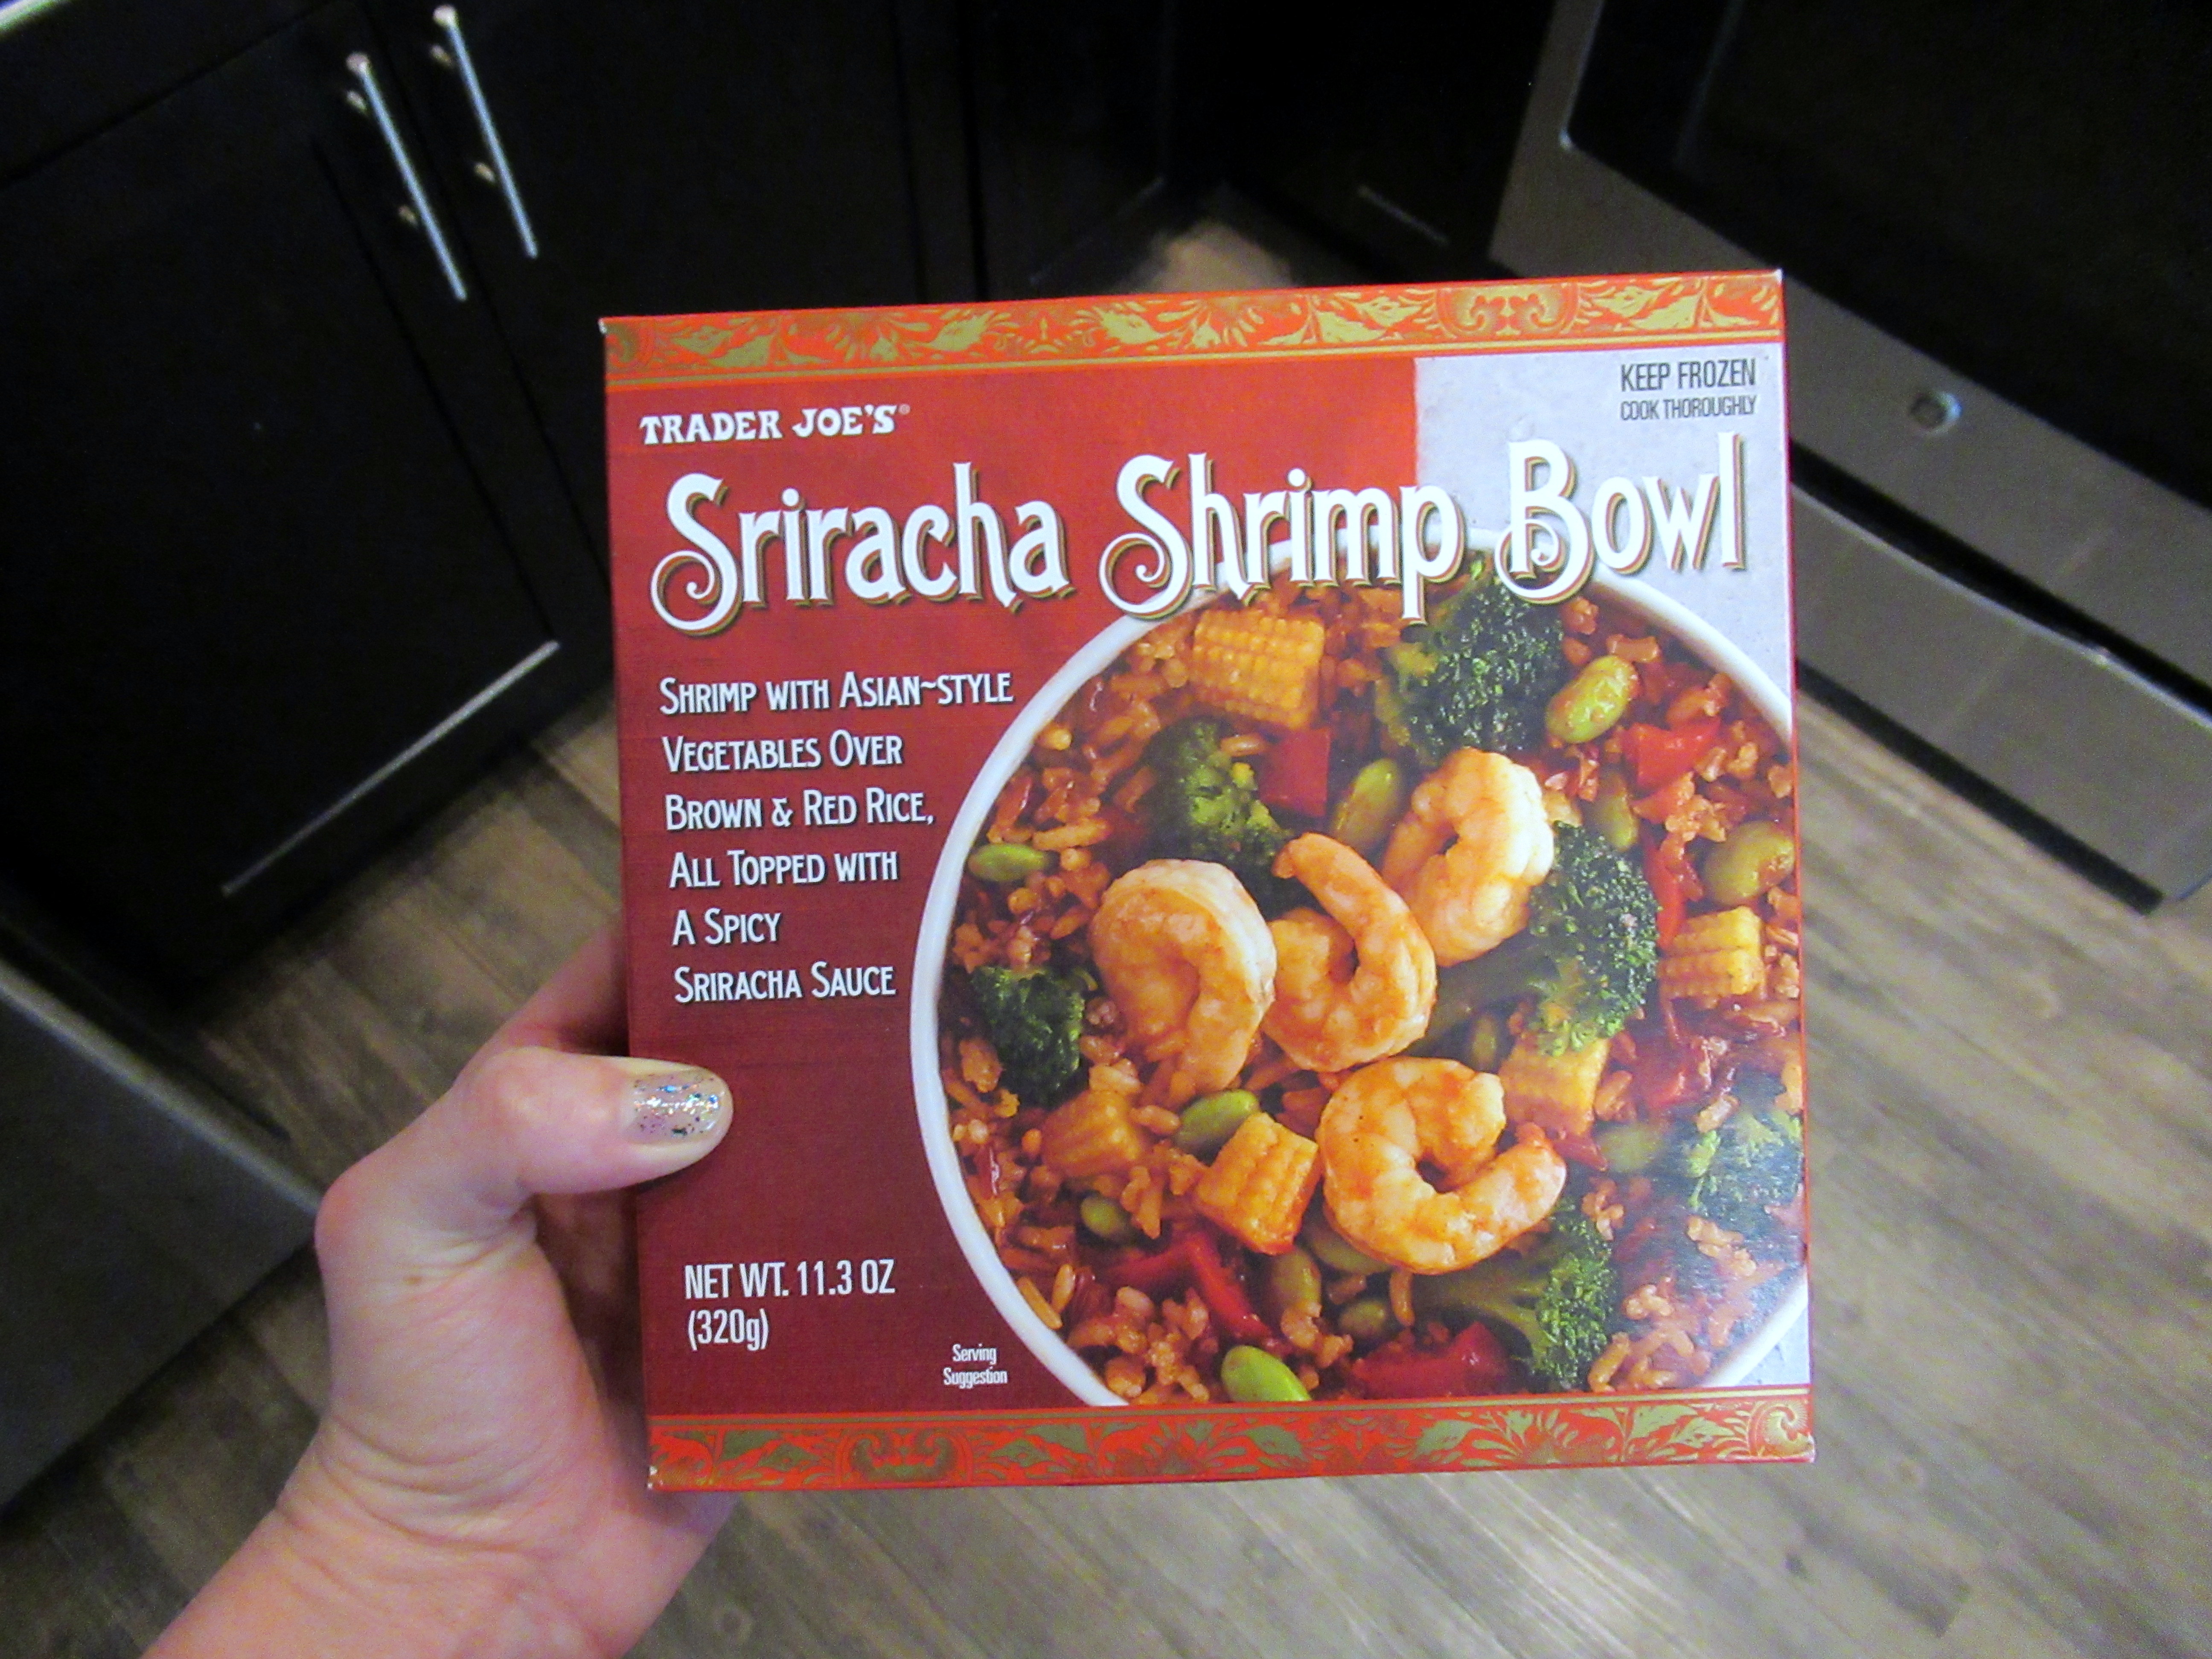 KEEP FROZEN
COOK THOROUGHLY
TRADER JOE'S®
Sriracha Shrimp Bowl
SHRIMP WITH ASIAN~STYLE
VEGETABLES OVER
BROWN & RED RICE,
ALL TOPPED WITH
A SPICY
SRIRACHA SAUCE
NET WT. 11.3 OZ
(320g)
Serving
Suggestion